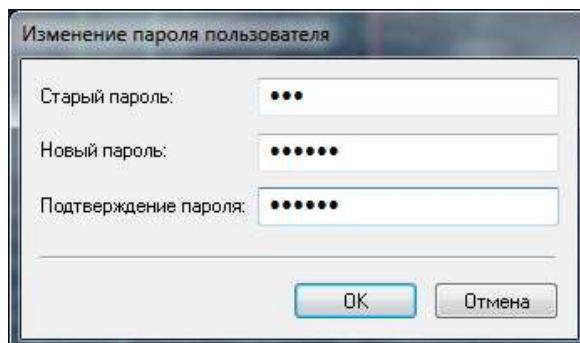 Изменение пароля пользователя
Старый пароль: •••
Новый пароль: ••••••
Подтверждение пароля: ••••••
OK Отмена